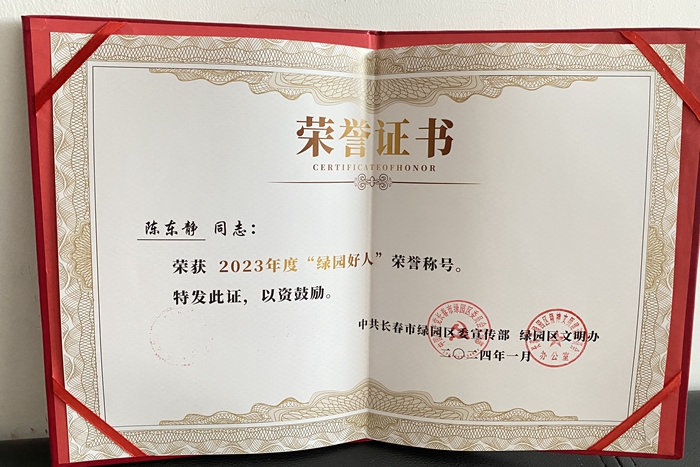 荣誉证书
CERTIFICATEOFHONOR
陈东静 同志：
荣获 2023年度“绿园好人”荣誉称号。
特发此证，以资鼓励。
中共长春市绿园区委宣传部 绿园区文明办
二〇二四年一月
办公室